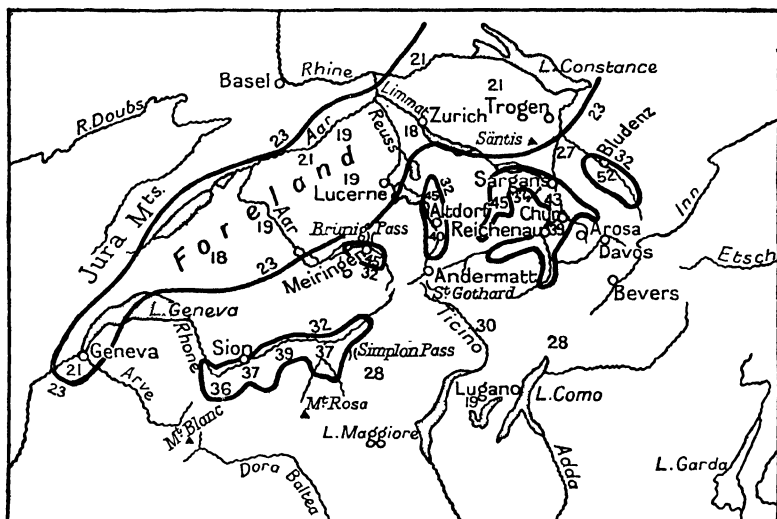 21
L. Constance
Basel
Rhine
R. Doubs
Limmat
21
Zurich
Trogen
18
Säntis
23
23
Aar
19
Reuss
21
27
Bludenz
32
52
Jura Mts.
Foreland
19
Lucerne
32
45
Altdorf
40
Sargans
34
45
43
Chur
Reichenau
39
Arosa
Davos
Inn
Etsch
Aar
19
Brünig Pass
Meiringen
45
32
18
23
Andermatt
St Gothard
Bevers
L. Geneva
Rhone
Ticino
30
Geneva
21
23
Arve
Sion
32
37
39
37
36
Simplon Pass
28
28
Mt Blanc
Mt Rosa
Lugano
19
L. Como
L. Maggiore
Dora Baltea
Adda
L. Garda